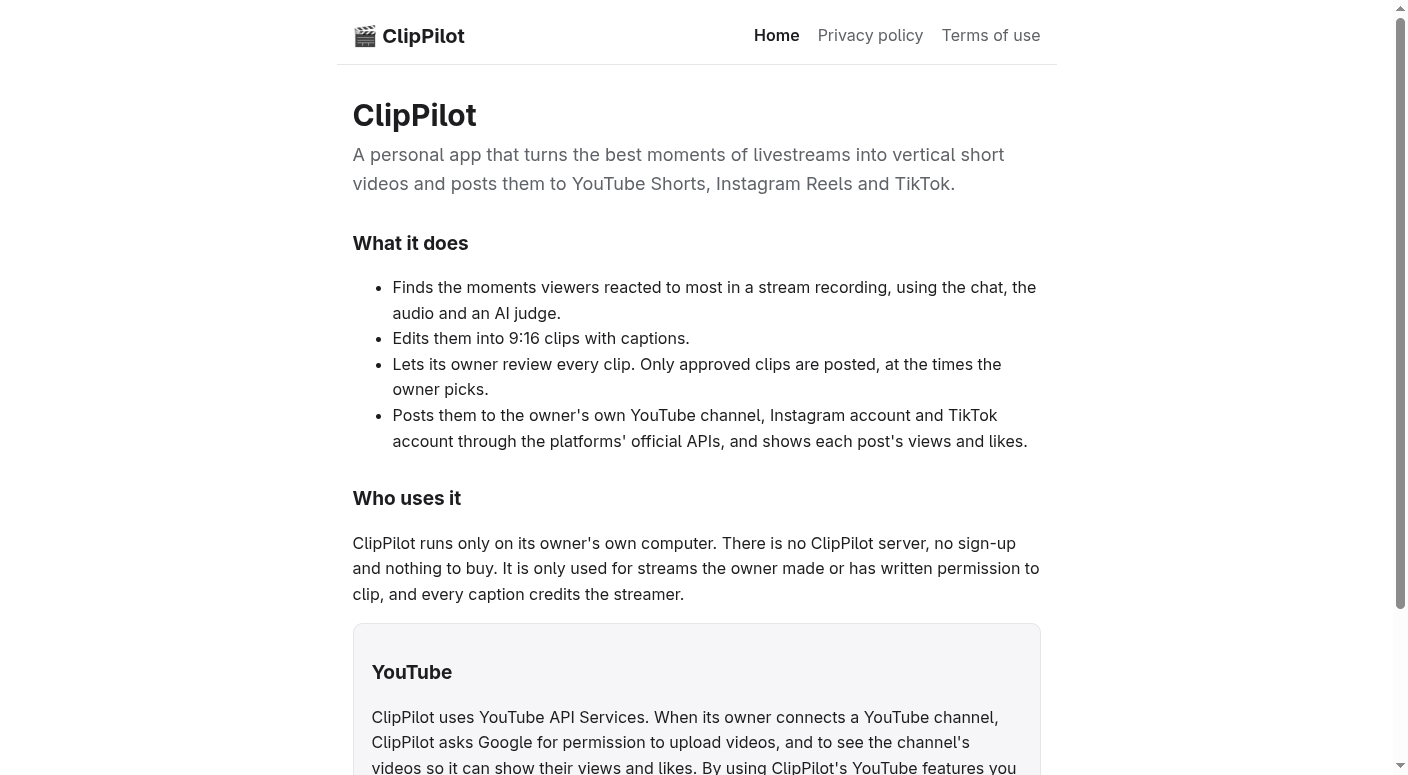 🎬 ClipPilot
Home Privacy policy Terms of use
ClipPilot
A personal app that turns the best moments of livestreams into vertical short
videos and posts them to YouTube Shorts, Instagram Reels and TikTok.
What it does
• Finds the moments viewers reacted to most in a stream recording, using the chat, the
audio and an AI judge.
• Edits them into 9:16 clips with captions.
• Lets its owner review every clip. Only approved clips are posted, at the times the
owner picks.
• Posts them to the owner's own YouTube channel, Instagram account and TikTok
account through the platforms' official APIs, and shows each post's views and likes.
Who uses it
ClipPilot runs only on its owner's own computer. There is no ClipPilot server, no sign-up
and nothing to buy. It is only used for streams the owner made or has written permission to
clip, and every caption credits the streamer.
YouTube
ClipPilot uses YouTube API Services. When its owner connects a YouTube channel,
ClipPilot asks Google for permission to upload videos, and to see the channel's
videos so it can show their views and likes. By using ClipPilot's YouTube features you